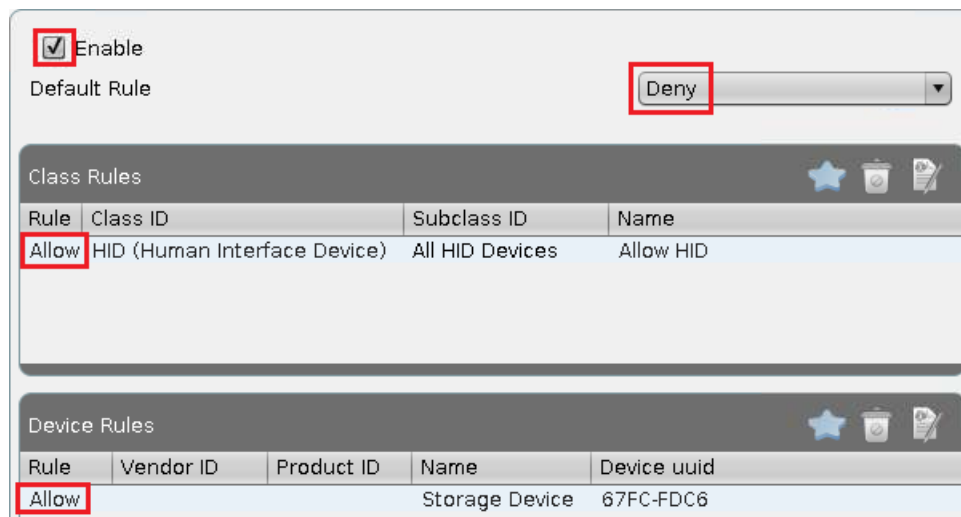 Enable
Default Rule Deny
Class Rules
Rule Class ID Subclass ID Name
Allow HID (Human Interface Device) All HID Devices Allow HID
Device Rules
Rule Vendor ID Product ID Name Device uuid
Allow Storage Device 67FC-FDC6